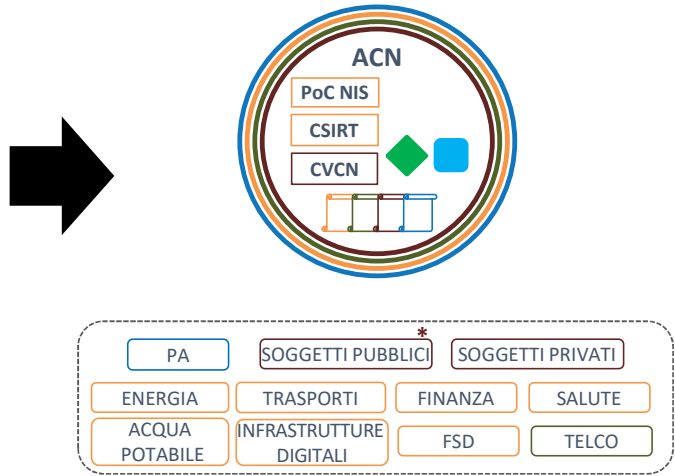 ACN
PoC NIS
CSIRT
CVCN
*
PA
SOGGETTI PUBBLICI
SOGGETTI PRIVATI
ENERGIA
TRASPORTI
FINANZA
SALUTE
ACQUA
POTABILE
INFRASTRUTTURE
DIGITALI
FSD
TELCO